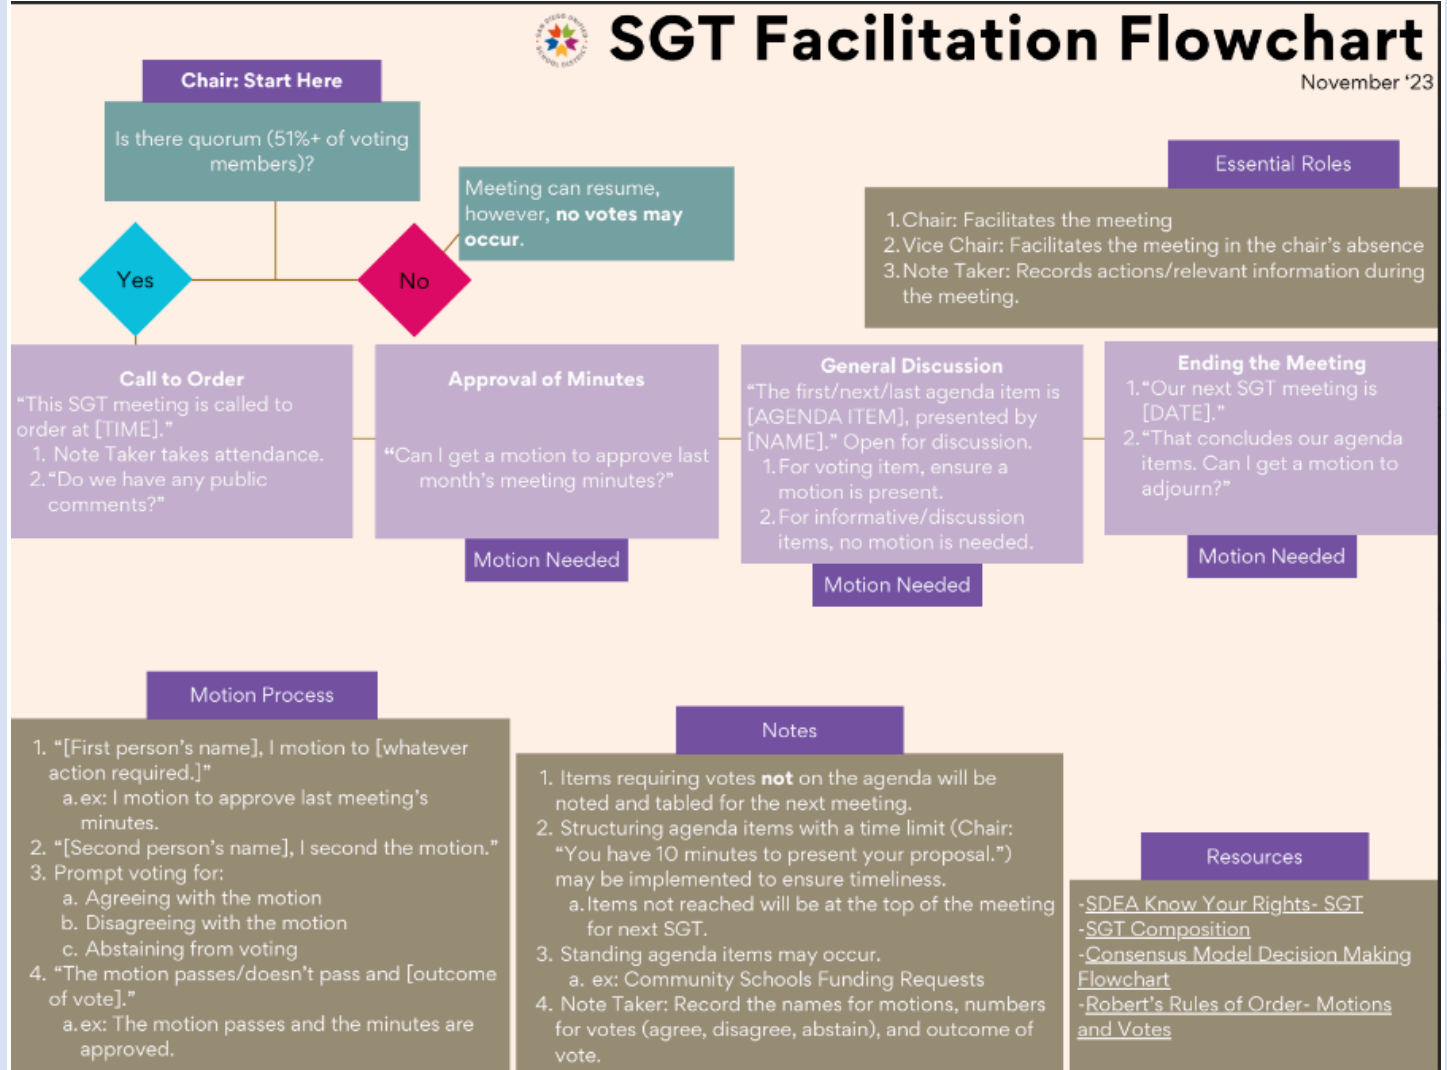 SAN DIEGO UNIFIED
SCHOOL DISTRICT
SGT Facilitation Flowchart
November ‘23
Chair: Start Here
Is there quorum (51%+ of voting
members)?
Yes
No
Meeting can resume,
however, no votes may
occur.
Essential Roles
1. Chair: Facilitates the meeting
2. Vice Chair: Facilitates the meeting in the chair’s absence
3. Note Taker: Records actions/relevant information during
the meeting.
Call to Order
“This SGT meeting is called to
order at [TIME].”
1. Note Taker takes attendance.
2. “Do we have any public
comments?”
Approval of Minutes
“Can I get a motion to approve last
month’s meeting minutes?”
Motion Needed
General Discussion
“The first/next/last agenda item is
[AGENDA ITEM], presented by
[NAME].” Open for discussion.
1. For voting item, ensure a
motion is present.
2. For informative/discussion
items, no motion is needed.
Motion Needed
Ending the Meeting
1. “Our next SGT meeting is
[DATE].”
2. “That concludes our agenda
items. Can I get a motion to
adjourn?”
Motion Needed
Motion Process
1. “[First person’s name], I motion to [whatever
action required.]”
a. ex: I motion to approve last meeting’s
minutes.
2. “[Second person’s name], I second the motion.”
3. Prompt voting for:
a. Agreeing with the motion
b. Disagreeing with the motion
c. Abstaining from voting
4. “The motion passes/doesn’t pass and [outcome
of vote].”
a. ex: The motion passes and the minutes are
approved.
Notes
1. Items requiring votes not on the agenda will be
noted and tabled for the next meeting.
2. Structuring agenda items with a time limit (Chair:
“You have 10 minutes to present your proposal.”)
may be implemented to ensure timeliness.
a. Items not reached will be at the top of the meeting
for next SGT.
3. Standing agenda items may occur.
a. ex: Community Schools Funding Requests
4. Note Taker: Record the names for motions, numbers
for votes (agree, disagree, abstain), and outcome of
vote.
Resources
-SDEA Know Your Rights- SGT
-SGT Composition
-Consensus Model Decision Making
Flowchart
-Robert’s Rules of Order- Motions
and Votes